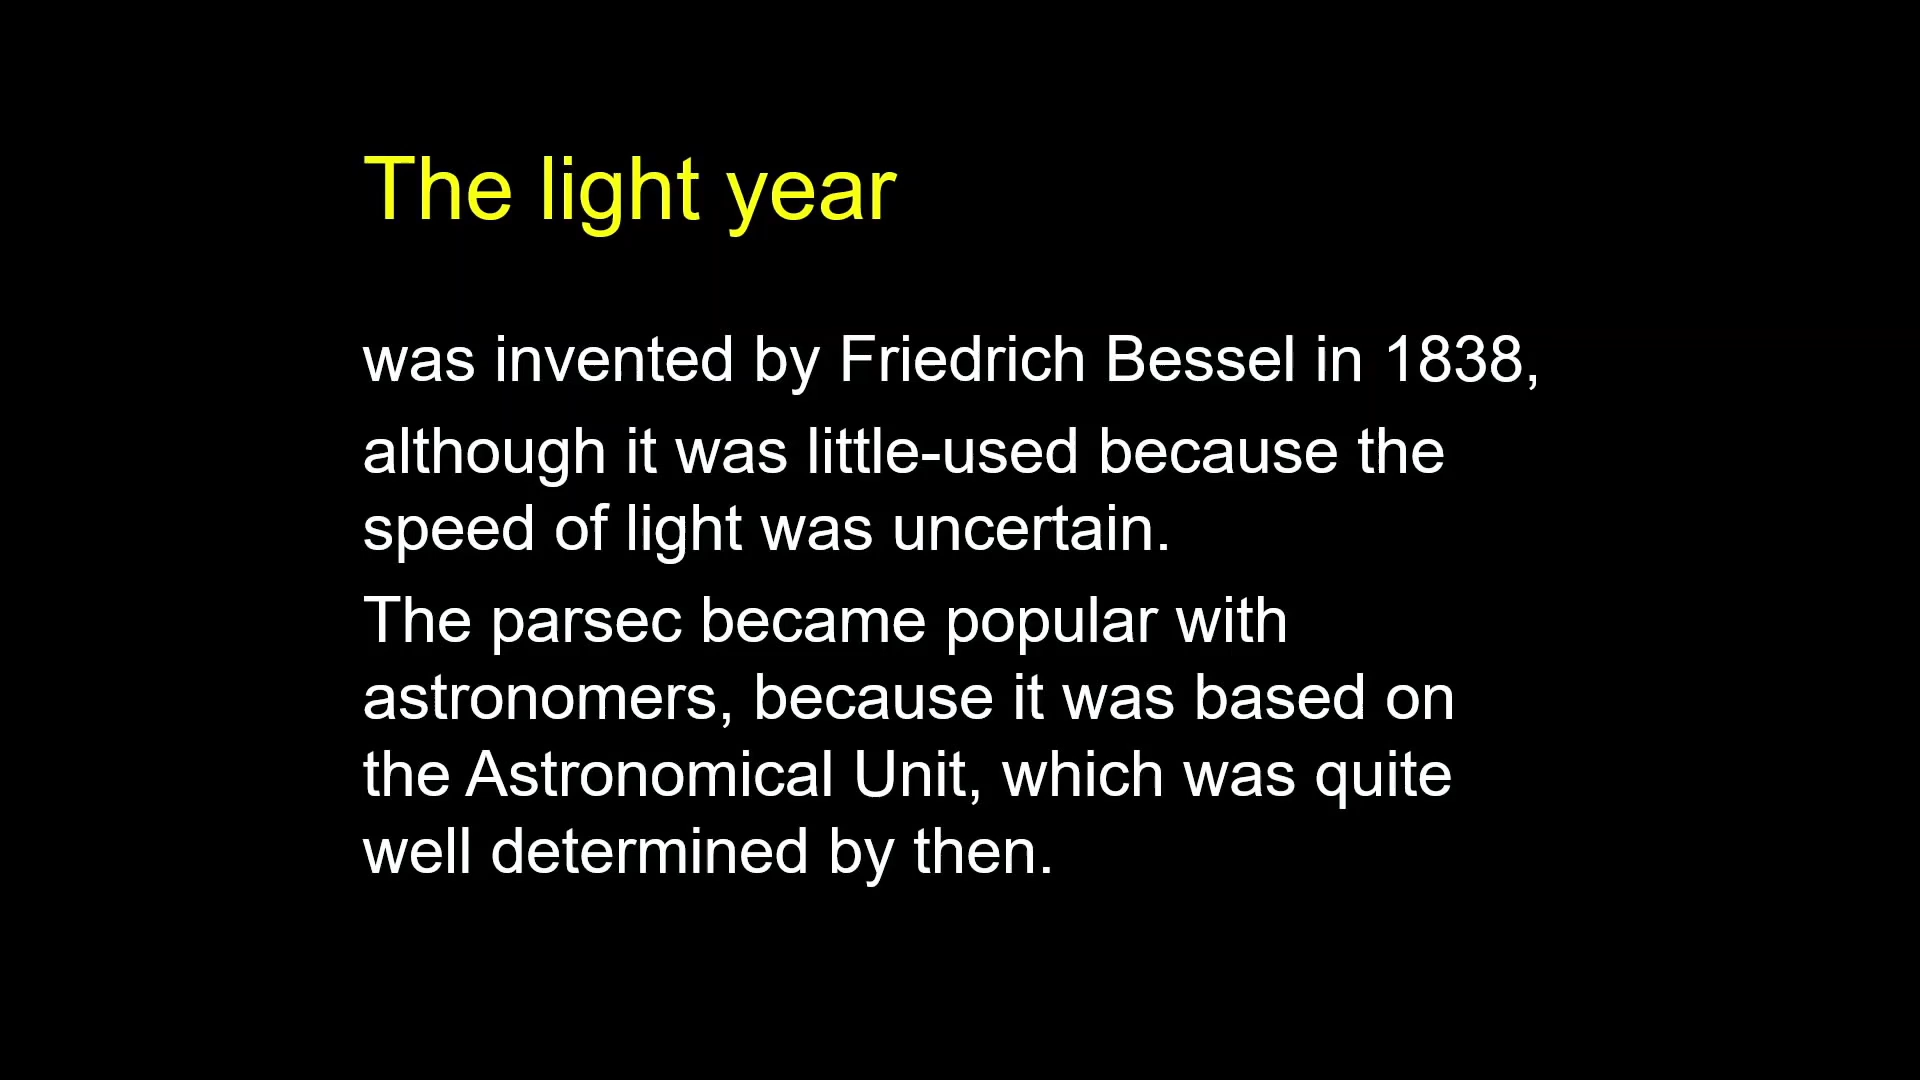 The light year
was invented by Friedrich Bessel in 1838,
although it was little-used because the
speed of light was uncertain.
The parsec became popular with
astronomers, because it was based on
the Astronomical Unit, which was quite
well determined by then.